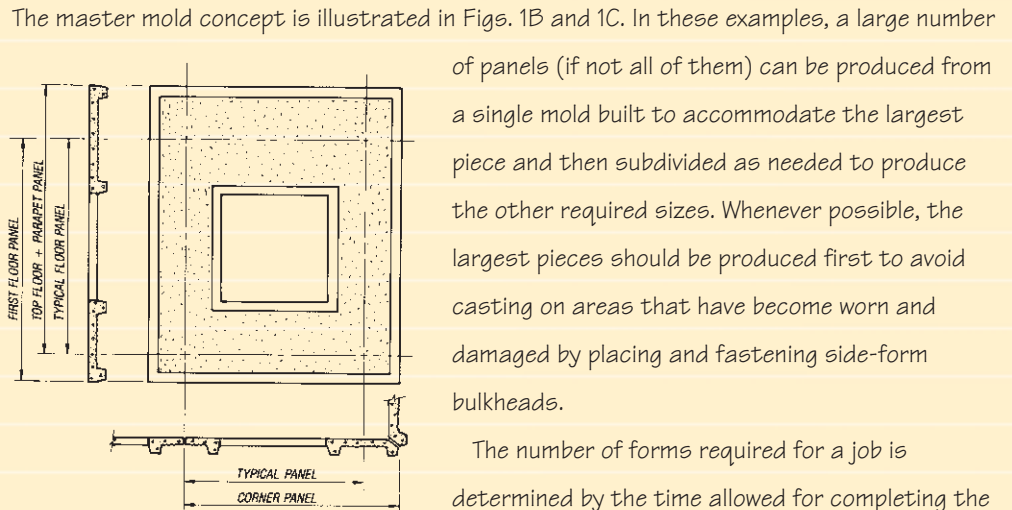 The master mold concept is illustrated in Figs. 1B and 1C. In these examples, a large number
of panels (if not all of them) can be produced from
a single mold built to accommodate the largest
piece and then subdivided as needed to produce
the other required sizes. Whenever possible, the
largest pieces should be produced first to avoid
casting on areas that have become worn and
damaged by placing and fastening side-form
bulkheads.
The number of forms required for a job is
determined by the time allowed for completing the
FIRST FLOOR PANEL
TOP FLOOR + PARAPET PANEL
TYPICAL FLOOR PANEL
TYPICAL PANEL
CORNER PANEL